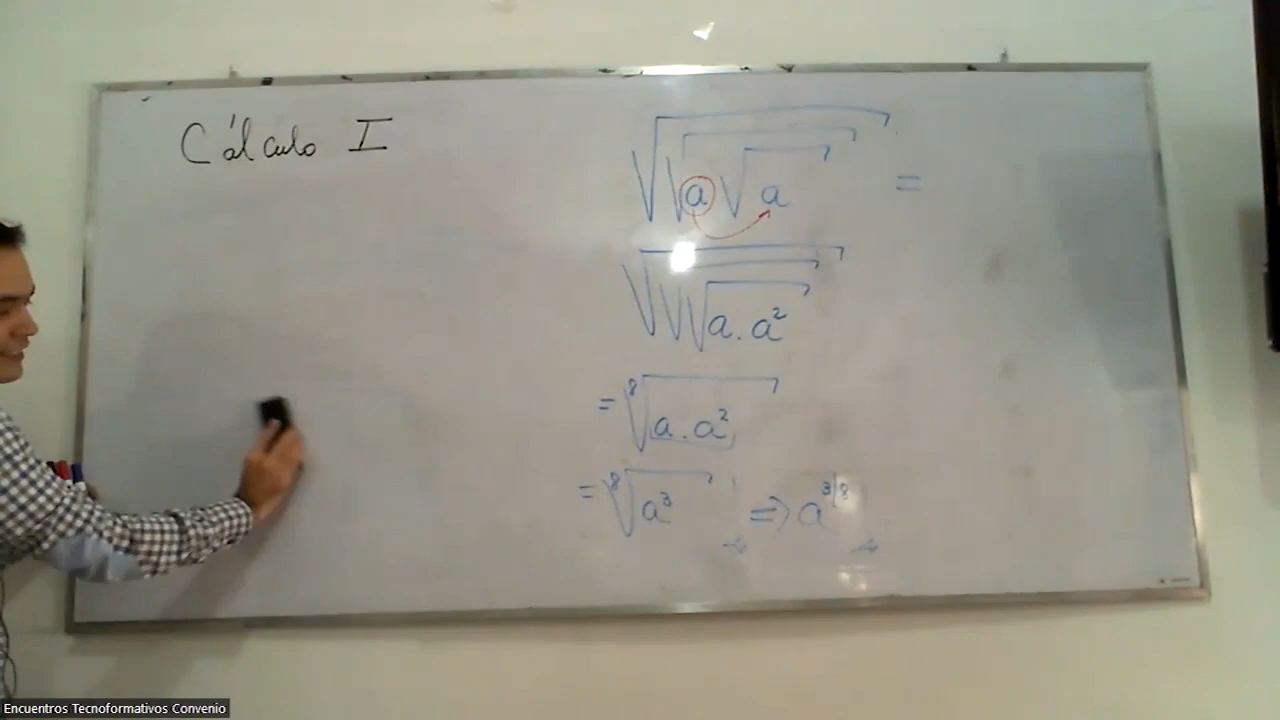 Cálculo I
√√a√a =
√√√a.a²
= ⁸√a.a²
= ⁸√a³ => a^3/8
Encuentros Tecnoformativos Convenio